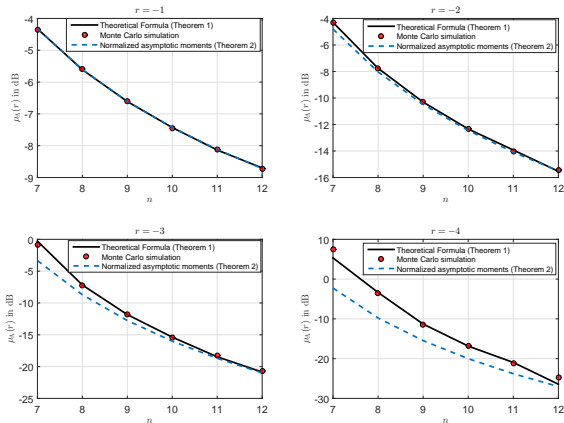 r = −1
Theoretical Formula (Theorem 1)
Monte Carlo simulation
Normalized asymptotic moments (Theorem 2)
μΛ(r) in dB
-4
-5
-6
-7
-8
-9
7 8 9 10 11 12
n
r = −2
Theoretical Formula (Theorem 1)
Monte Carlo simulation
Normalized asymptotic moments (Theorem 2)
μΛ(r) in dB
-4
-6
-8
-10
-12
-14
-16
7 8 9 10 11 12
n
r = −3
Theoretical Formula (Theorem 1)
Monte Carlo simulation
Normalized asymptotic moments (Theorem 2)
μΛ(r) in dB
0
-5
-10
-15
-20
-25
7 8 9 10 11 12
n
r = −4
Theoretical Formula (Theorem 1)
Monte Carlo simulation
Normalized asymptotic moments (Theorem 2)
μΛ(r) in dB
10
0
-10
-20
-30
7 8 9 10 11 12
n